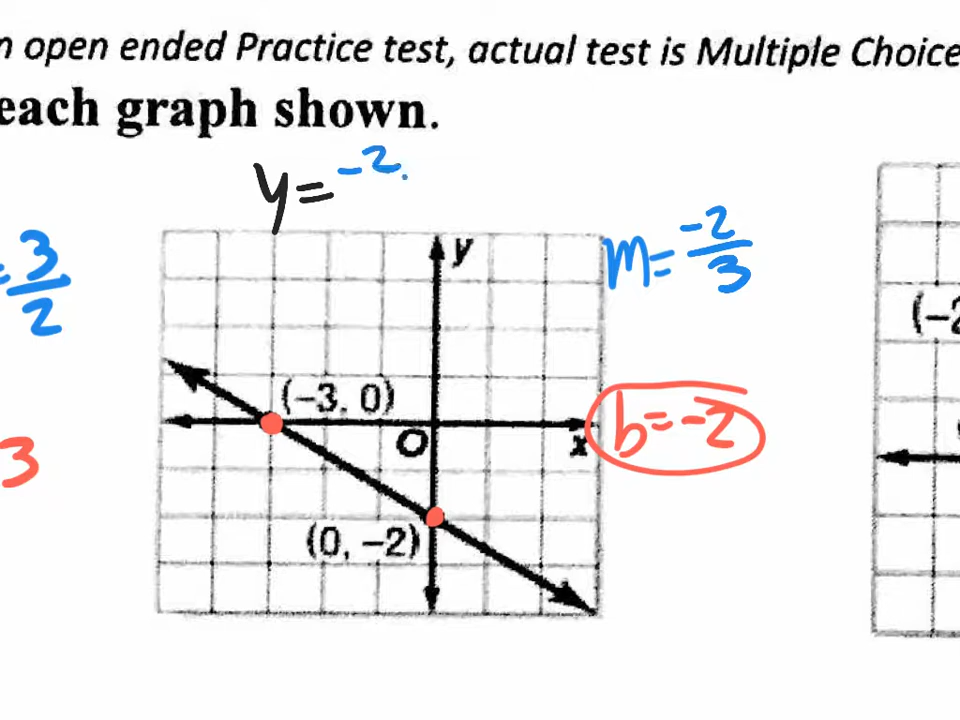 n open ended Practice test, actual test is Multiple Choice
each graph shown.
y = -2
= 3/2
y
m = -2/3
(-2
(-3, 0)
O
x
b = -2
3
(0, -2)